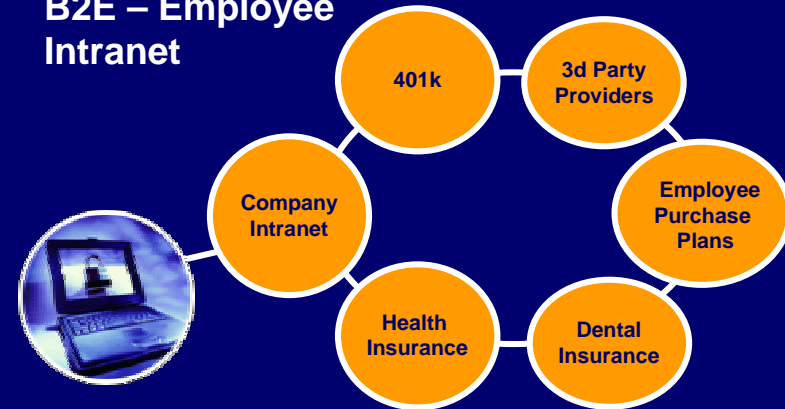 B2E – Employee
Intranet
401k
3d Party
Providers
Company
Intranet
Employee
Purchase
Plans
Health
Insurance
Dental
Insurance